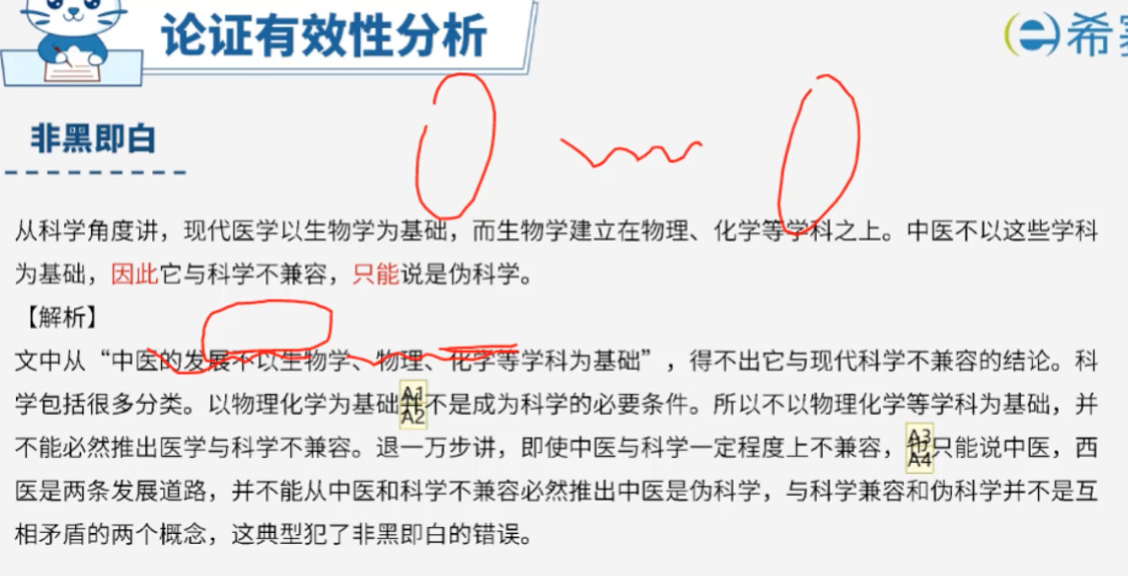 论证有效性分析
希赛
非黑即白
从科学角度讲，现代医学以生物学为基础，而生物学建立在物理、化学等学科之上。中医不以这些学科
为基础，因此它与科学不兼容，只能说是伪科学。
【解析】
文中从“中医的发展不以生物学、物理、化学等学科为基础”，得不出它与现代科学不兼容的结论。科
学包括很多分类。以物理化学为基础并不是成为科学的必要条件。所以不以物理化学等学科为基础，并
不能必然推出医学与科学不兼容。退一万步讲，即使中医与科学一定程度上不兼容，也只能说中医，西
医是两条发展道路，并不能从中医和科学不兼容必然推出中医是伪科学，与科学兼容和伪科学并不是互
相矛盾的两个概念，这典型犯了非黑即白的错误。
A1
A2
A3
A4